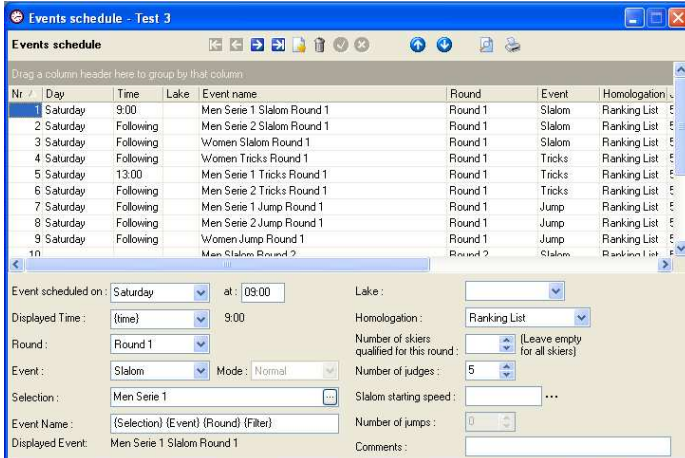 Events schedule - Test 3
Events schedule
Drag a column header here to group by that column
Nr Day Time Lake Event name Round Event Homologation
1 Saturday 9:00 Men Serie 1 Slalom Round 1 Round 1 Slalom Ranking List 5
2 Saturday Following Men Serie 2 Slalom Round 1 Round 1 Slalom Ranking List 5
3 Saturday Following Women Slalom Round 1 Round 1 Slalom Ranking List 5
4 Saturday Following Women Tricks Round 1 Round 1 Tricks Ranking List 5
5 Saturday 13:00 Men Serie 1 Tricks Round 1 Round 1 Tricks Ranking List 5
6 Saturday Following Men Serie 2 Tricks Round 1 Round 1 Tricks Ranking List 5
7 Saturday Following Men Serie 1 Jump Round 1 Round 1 Jump Ranking List 5
8 Saturday Following Men Serie 2 Jump Round 1 Round 1 Jump Ranking List 5
9 Saturday Following Women Jump Round 1 Round 1 Jump Ranking List 5
10 Men Slalom Round 2 Round 2 Slalom Ranking List
Event scheduled on : Saturday at : 09:00 Lake :
Displayed Time : {time} 9:00 Homologation : Ranking List
Round : Round 1 Number of skiers qualified for this round : (Leave empty for all skiers)
Event : Slalom Mode : Normal Number of judges : 5
Selection : Men Serie 1 ... Slalom starting speed : ...
Event Name : {Selection} {Event} {Round} {Filter} Number of jumps : 0
Displayed Event: Men Serie 1 Slalom Round 1 Comments :